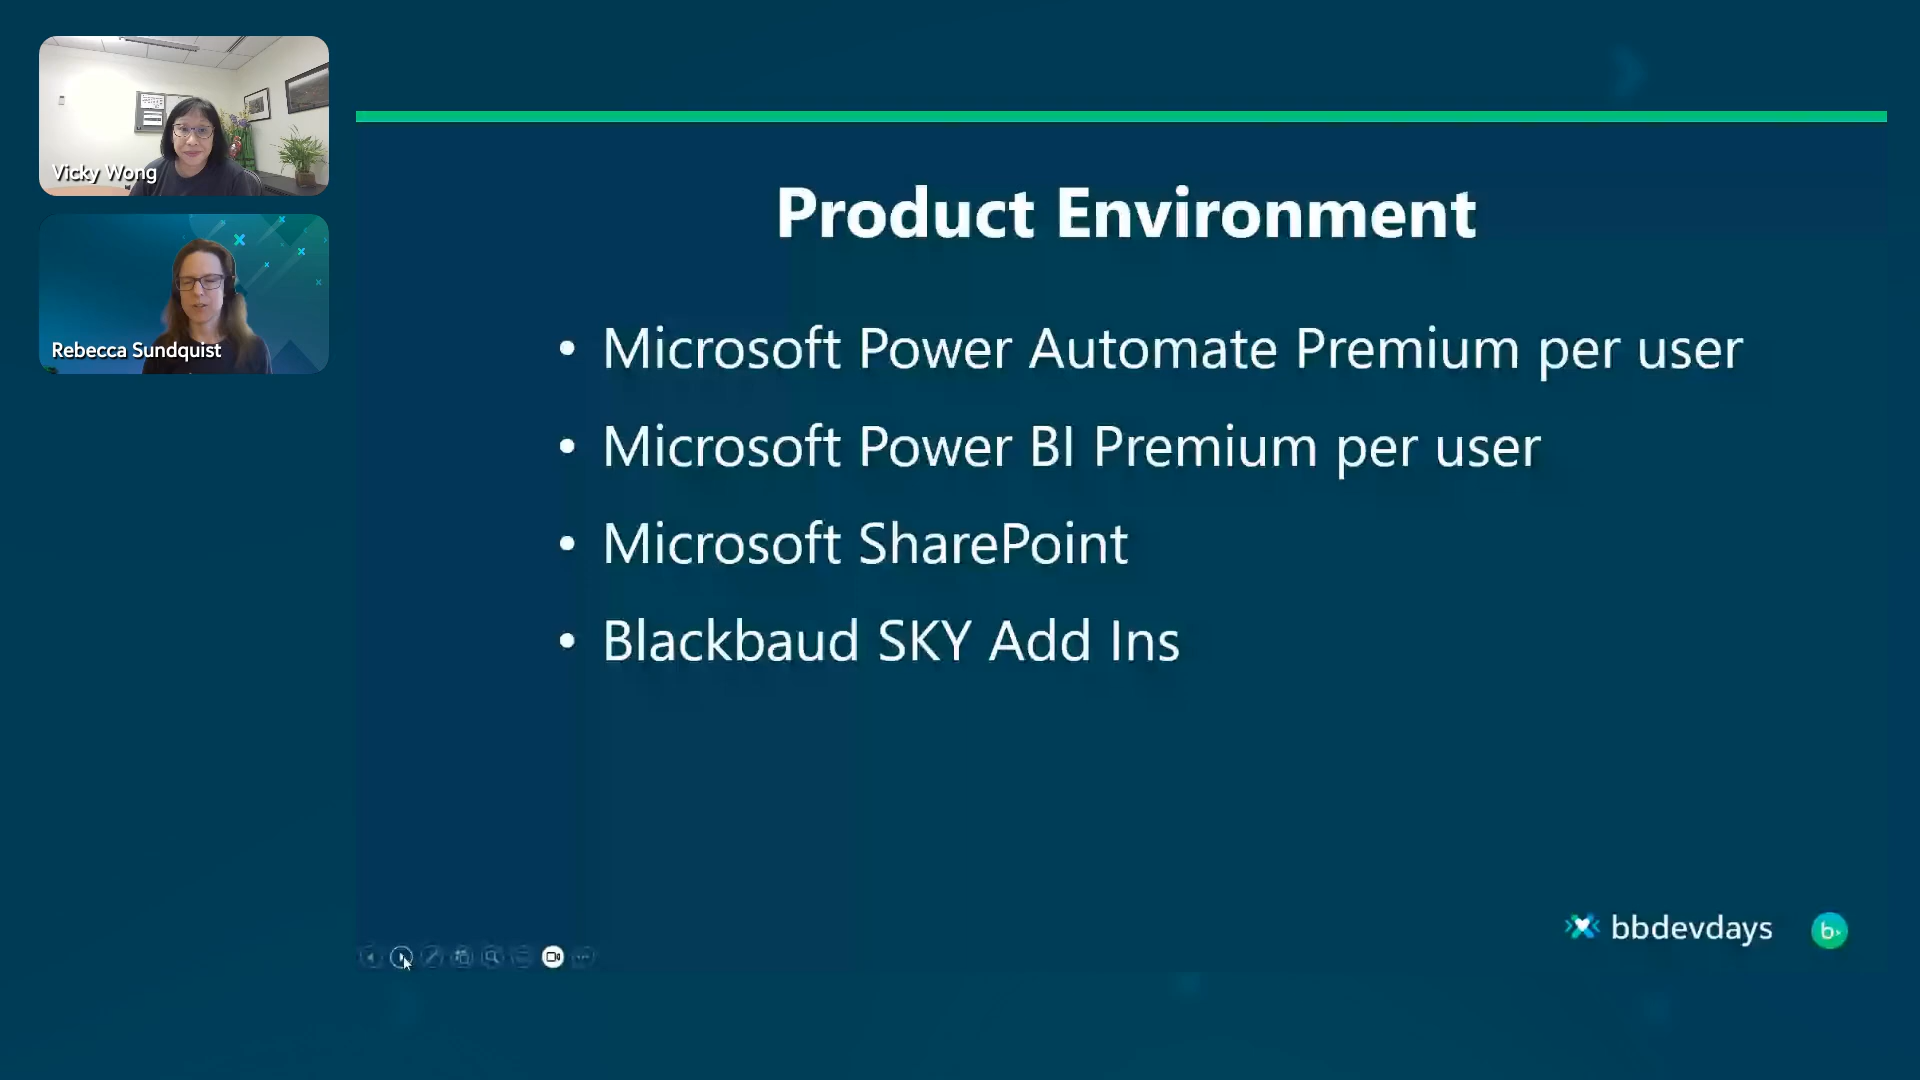 Vicky Wong
Rebecca Sundquist
Product Environment
• Microsoft Power Automate Premium per user
• Microsoft Power BI Premium per user
• Microsoft SharePoint
• Blackbaud SKY Add Ins
bbdevdays
b